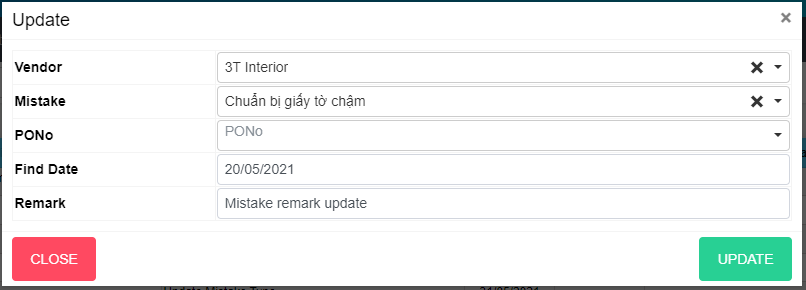 Update
×
Vendor 3T Interior
Mistake Chuẩn bị giấy tờ chậm
PONo PONo
Find Date 20/05/2021
Remark Mistake remark update
CLOSE UPDATE